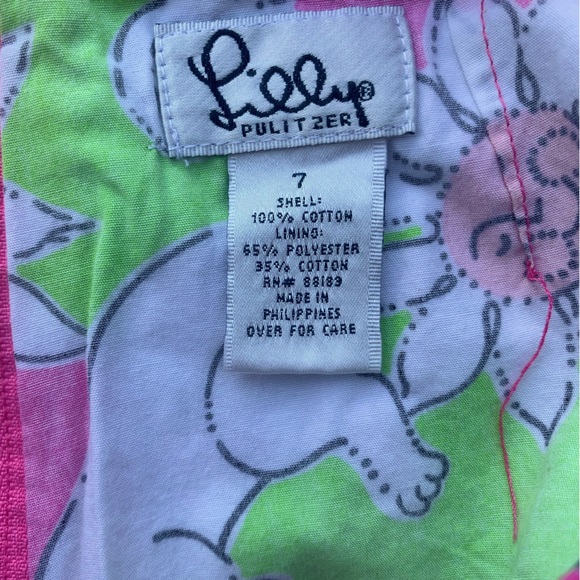 Lilly®
PULITZER
7
SHELL:
100% COTTON
LINING:
65% POLYESTER
35% COTTON
RN# 88189
MADE IN
PHILIPPINES
OVER FOR CARE